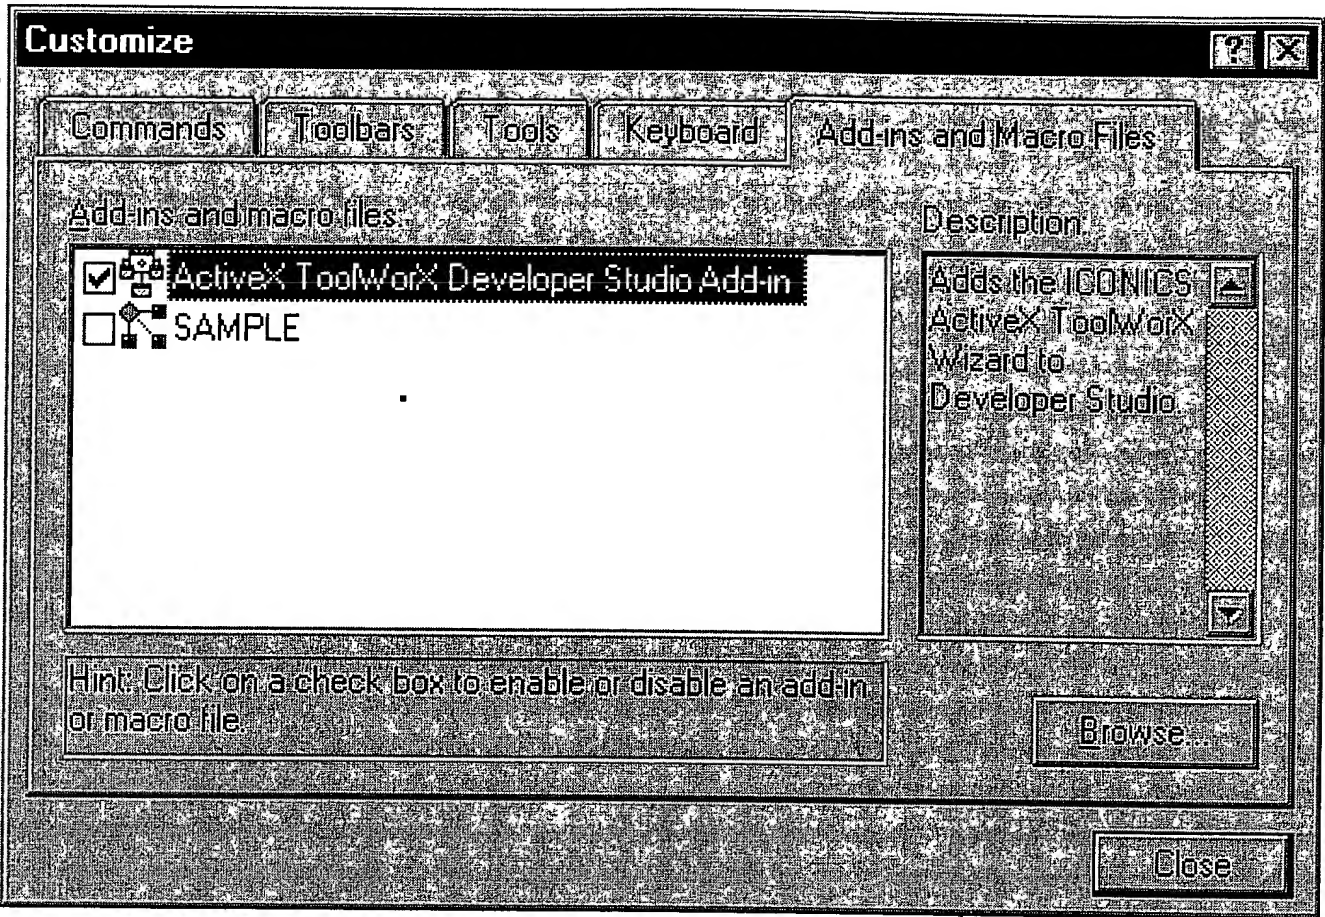 Customize
Commands
Toolbars
Tools
Keyboard
Add-ins and Macro Files
Add-ins and macro files:
ActiveX ToolWorX Developer Studio Add-in
SAMPLE
Description:
Adds the ICONICS
ActiveX ToolWorX
Wizard to
Developer Studio.
Hint: Click on a check box to enable or disable an add-in
or macro file.
Browse...
Close